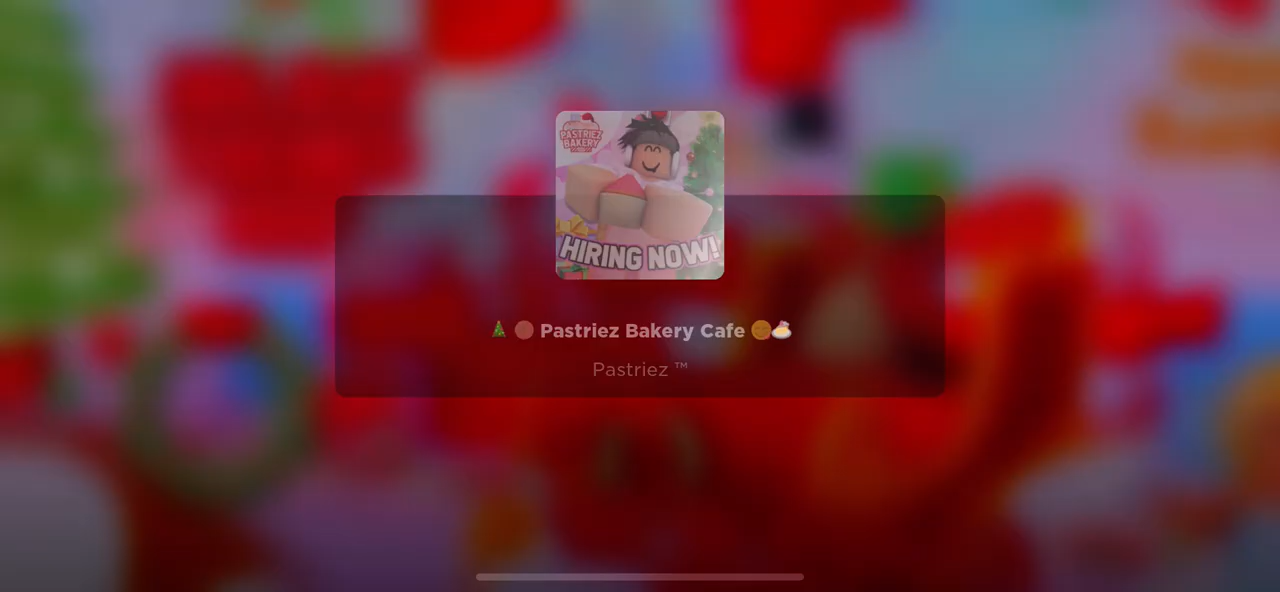 PASTRIEZ
BAKERY
HIRING NOW!
🎄 Pastriez Bakery Cafe
Pastriez ™